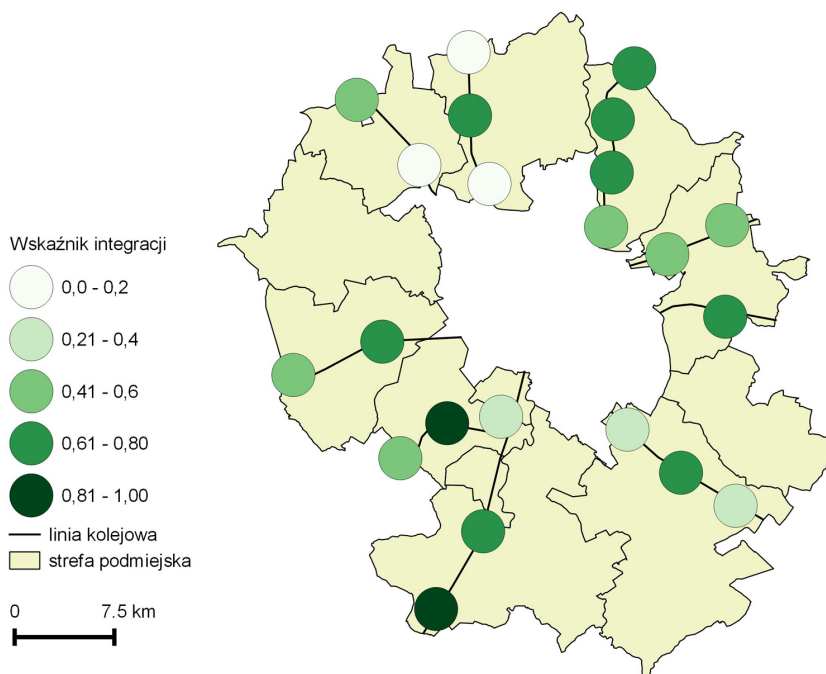 Wskaźnik integracji
0,0 - 0,2
0,21 - 0,4
0,41 - 0,6
0,61 - 0,80
0,81 - 1,00
linia kolejowa
strefa podmiejska
0 7.5 km